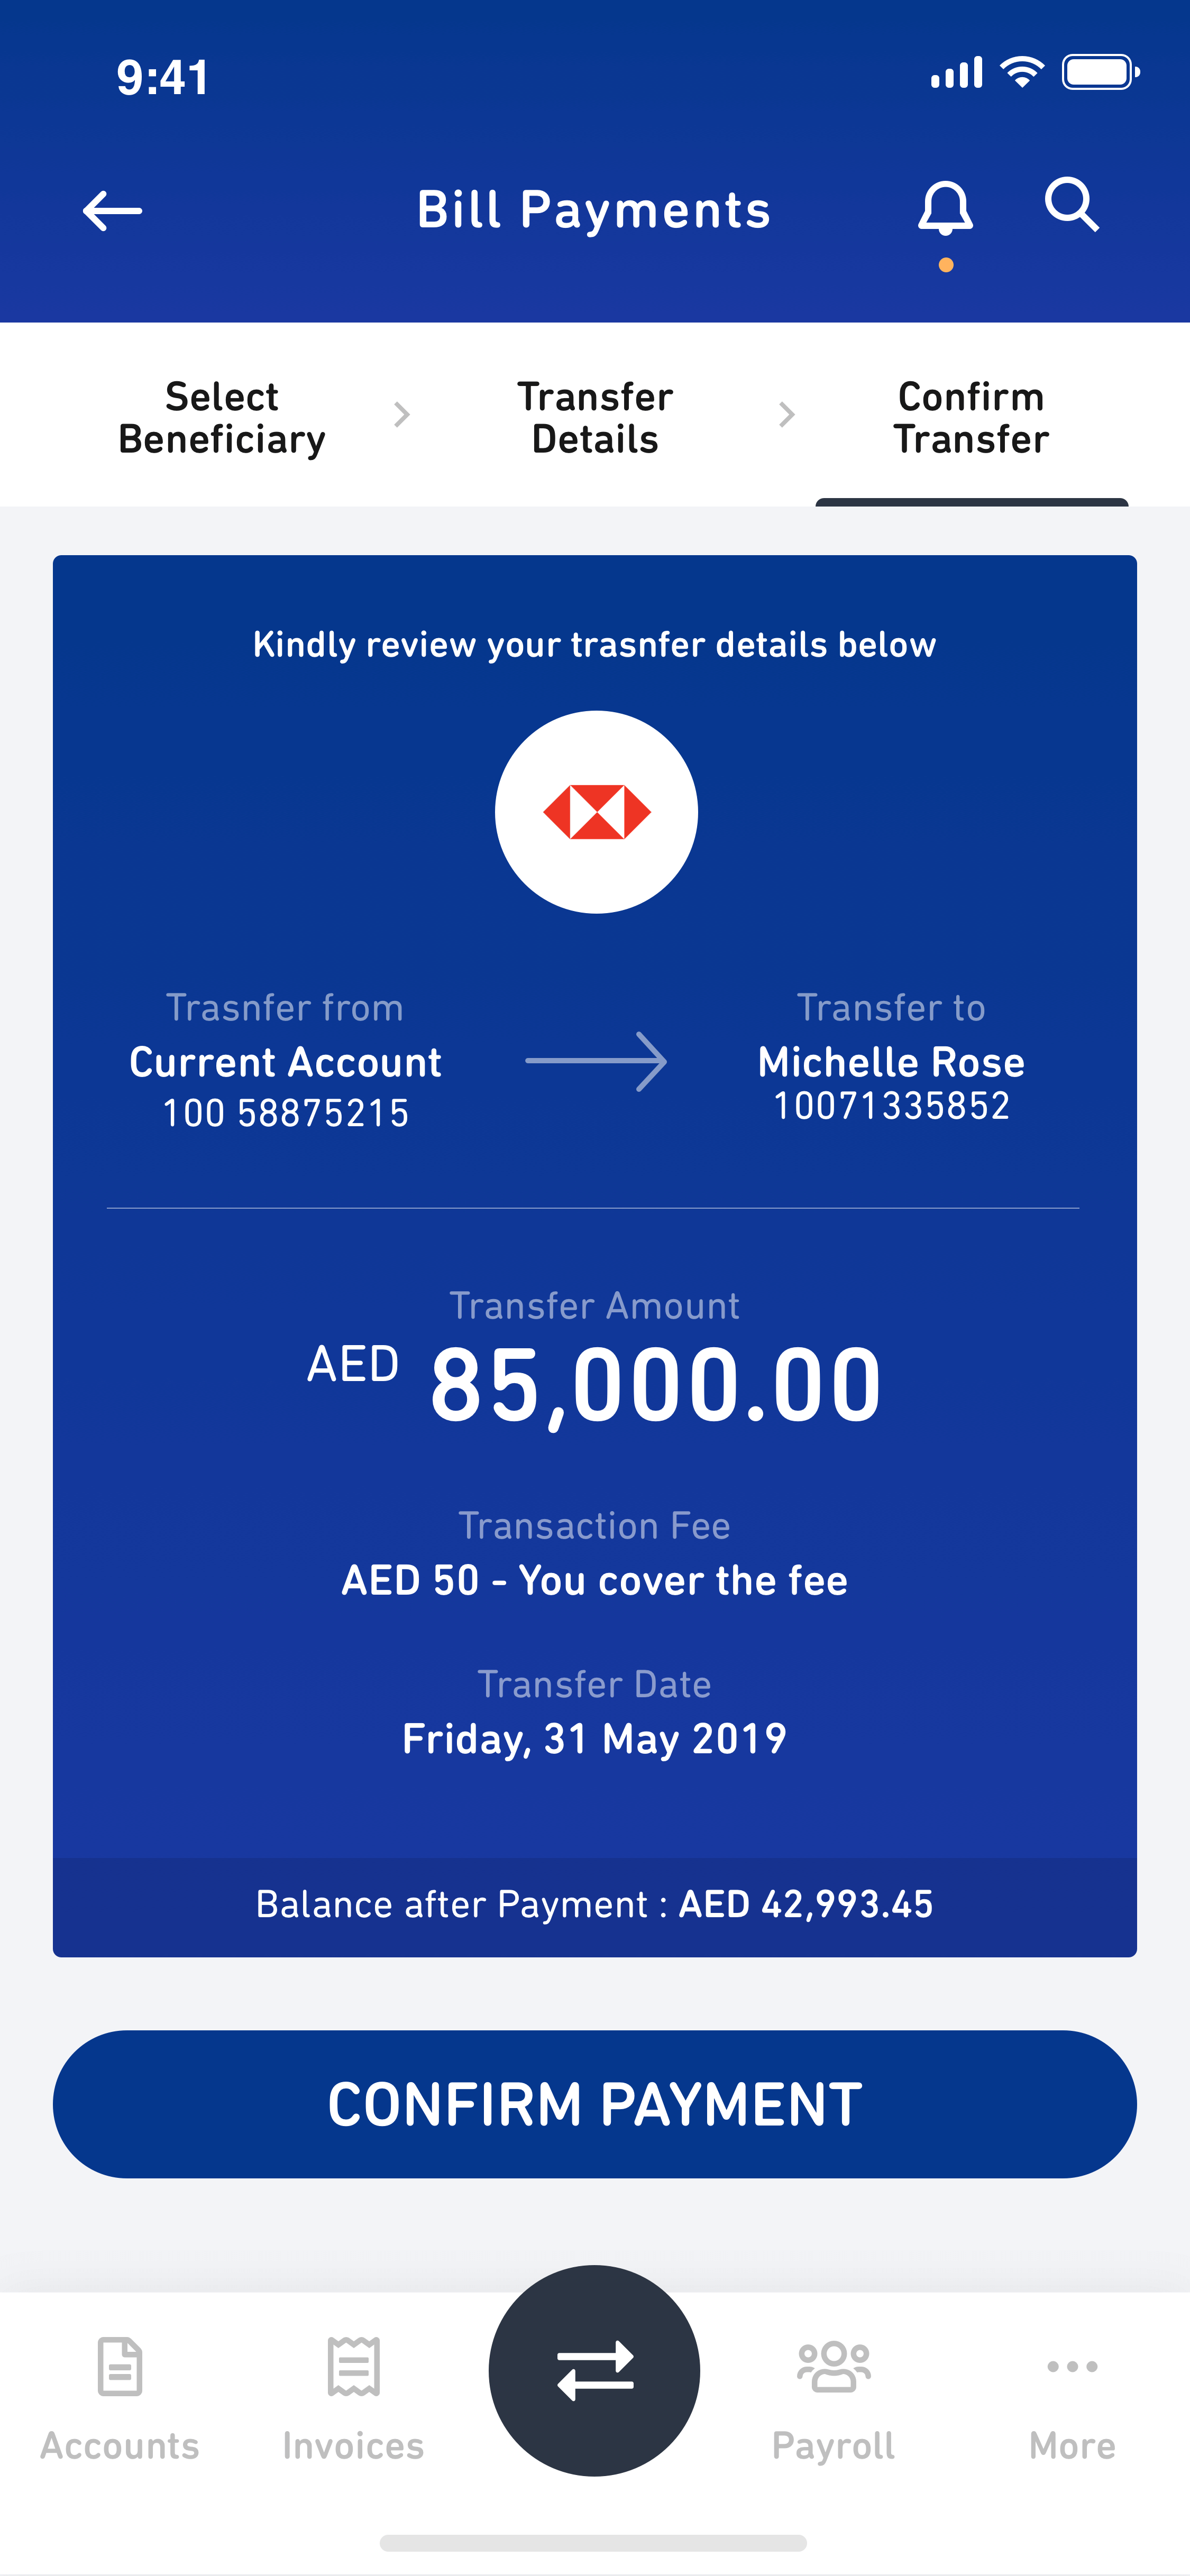 9:41
Bill Payments
Select
Beneficiary
Transfer
Details
Confirm
Transfer
Kindly review your trasnfer details below
Trasnfer from
Current Account
100 58875215
Transfer to
Michelle Rose
10071335852
Transfer Amount
AED 85,000.00
Transaction Fee
AED 50 - You cover the fee
Transfer Date
Friday, 31 May 2019
Balance after Payment : AED 42,993.45
CONFIRM PAYMENT
Accounts
Invoices
Payroll
More